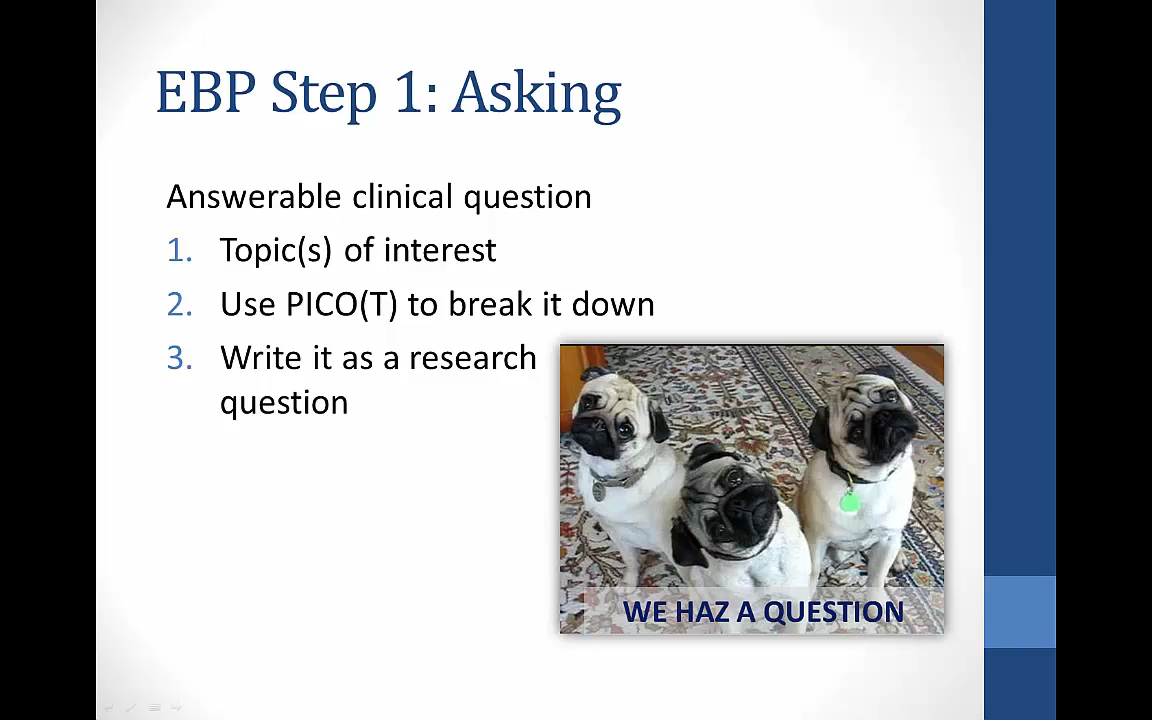 EBP Step 1: Asking
Answerable clinical question
1. Topic(s) of interest
2. Use PICO(T) to break it down
3. Write it as a research
question
WE HAZ A QUESTION